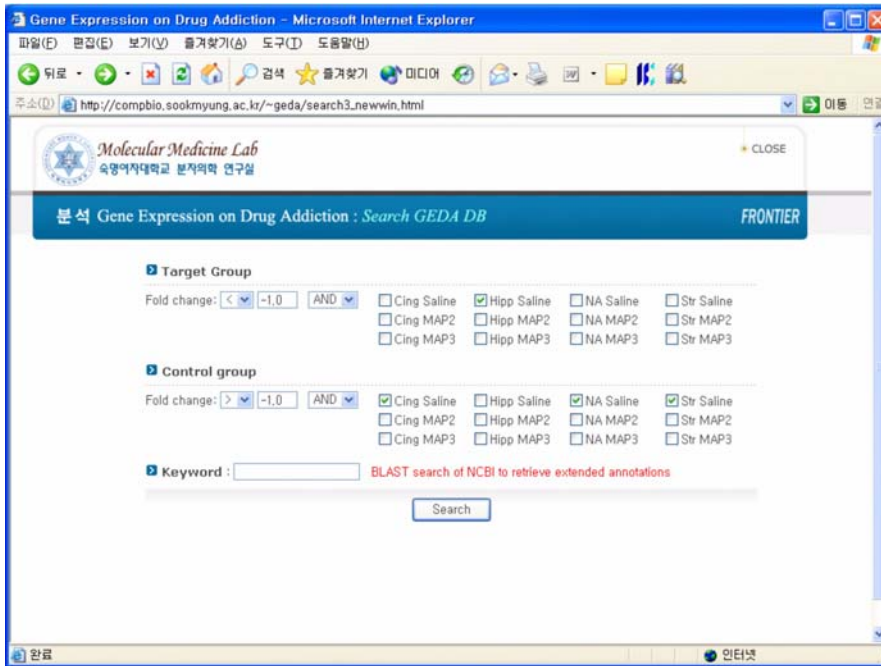 Gene Expression on Drug Addiction - Microsoft Internet Explorer
파일(F) 편집(E) 보기(V) 즐겨찾기(A) 도구(T) 도움말(H)
뒤로 검색 즐겨찾기 미디어
주소(D) http://compbio.sookmyung.ac.kr/~geda/search3_newwin.html 이동 연결
Molecular Medicine Lab
숙명여자대학교 분자의학 연구실
CLOSE
분석 Gene Expression on Drug Addiction : Search GEDA DB FRONTIER
Target Group
Fold change: < -1.0 AND Cing Saline Hipp Saline NA Saline Str Saline
Cing MAP2 Hipp MAP2 NA MAP2 Str MAP2
Cing MAP3 Hipp MAP3 NA MAP3 Str MAP3
Control group
Fold change: > -1.0 AND Cing Saline Hipp Saline NA Saline Str Saline
Cing MAP2 Hipp MAP2 NA MAP2 Str MAP2
Cing MAP3 Hipp MAP3 NA MAP3 Str MAP3
Keyword : BLAST search of NCBI to retrieve extended annotations
Search
완료 인터넷